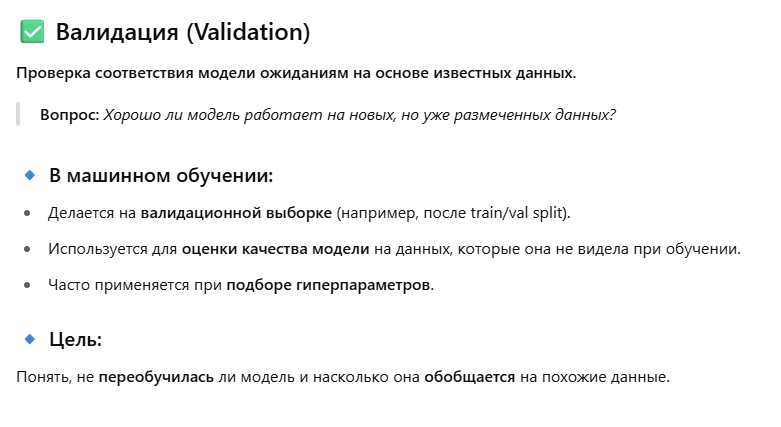 ✅ Валидация (Validation)
Проверка соответствия модели ожиданиям на основе известных данных.
Вопрос: Хорошо ли модель работает на новых, но уже размеченных данных?
🔹 В машинном обучении:
• Делается на валидационной выборке (например, после train/val split).
• Используется для оценки качества модели на данных, которые она не видела при обучении.
• Часто применяется при подборе гиперпараметров.
🔹 Цель:
Понять, не переобучилась ли модель и насколько она обобщается на похожие данные.